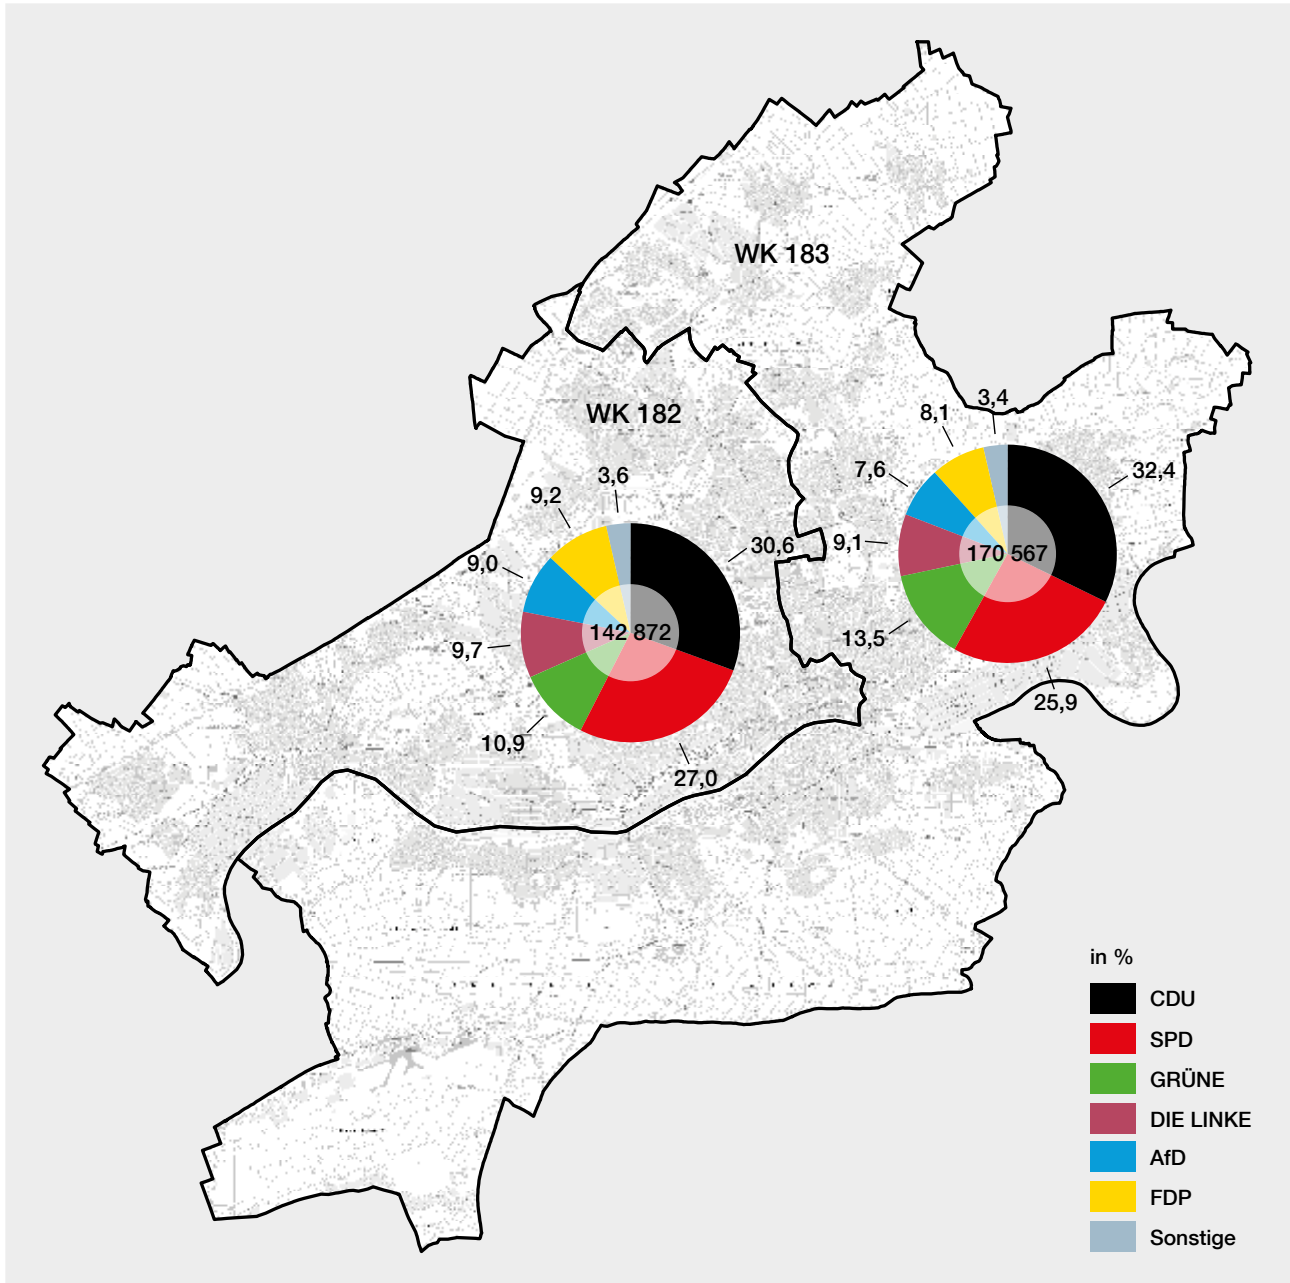 WK 183
WK 182
3,4
8,1
7,6
32,4
9,1
170 567
13,5
25,9
3,6
9,2
9,0
30,6
9,7
142 872
10,9
27,0
in %
CDU
SPD
GRÜNE
DIE LINKE
AfD
FDP
Sonstige